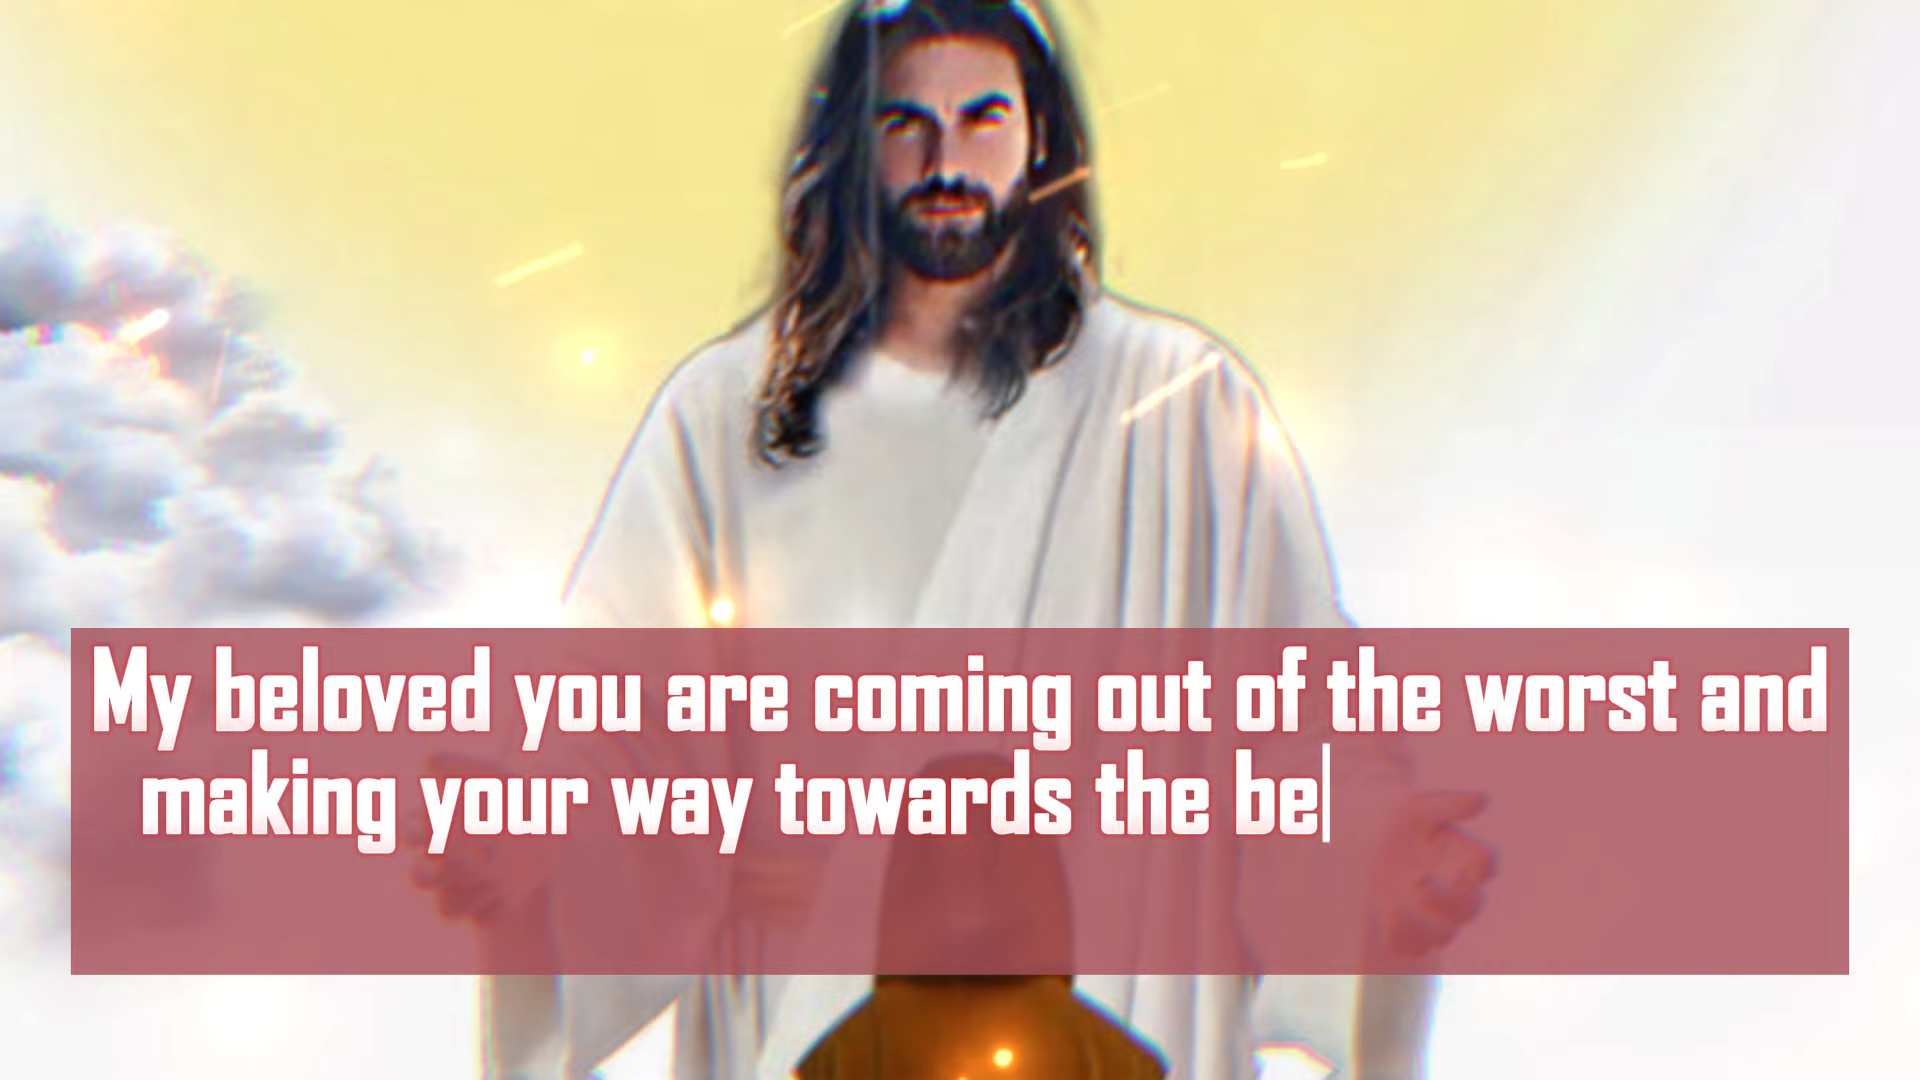 My beloved you are coming out of the worst and
making your way towards the be